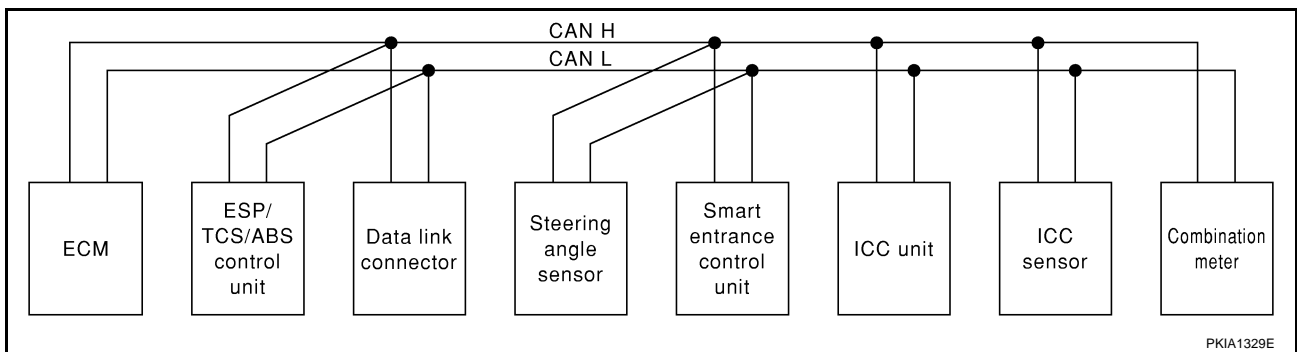 CAN H
CAN L
ECM
ESP/
TCS/ABS
control
unit
Data link
connector
Steering
angle
sensor
Smart
entrance
control
unit
ICC unit
ICC
sensor
Combination
meter
PKIA1329E